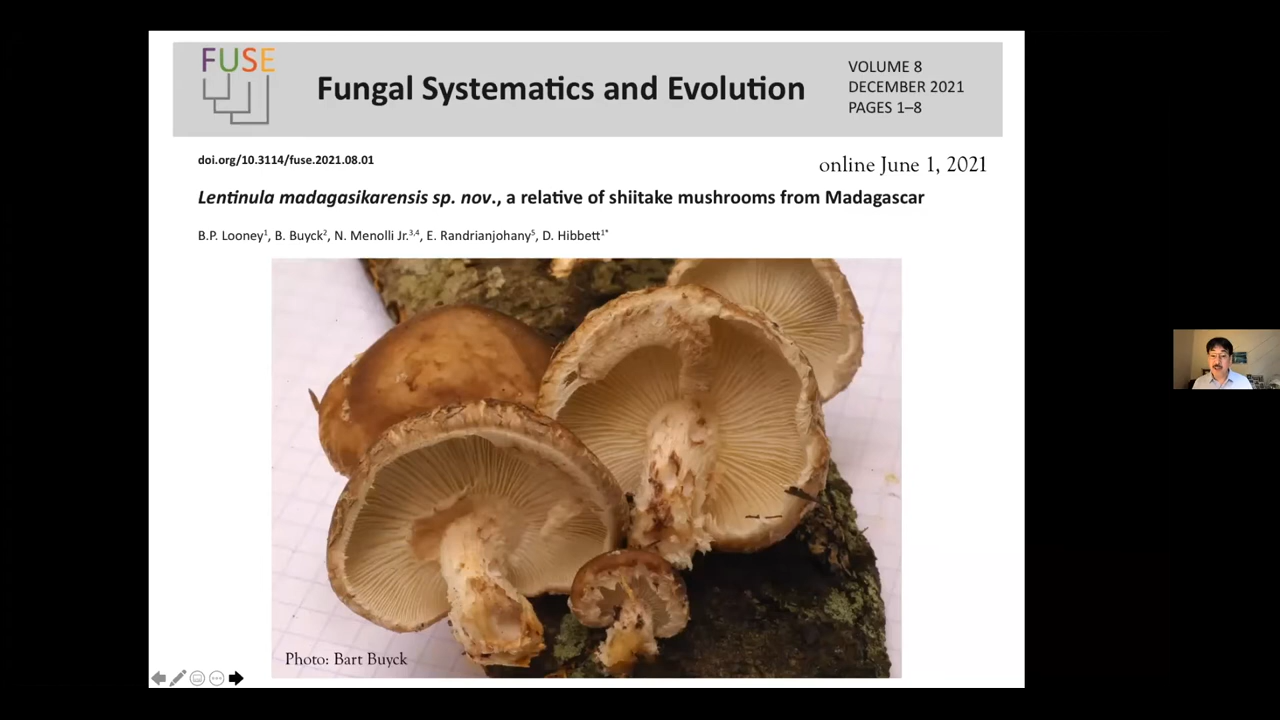 FUSE
Fungal Systematics and Evolution
VOLUME 8
DECEMBER 2021
PAGES 1–8
doi.org/10.3114/fuse.2021.08.01
online June 1, 2021
Lentinula madagasikarensis sp. nov., a relative of shiitake mushrooms from Madagascar
B.P. Looney1, B. Buyck2, N. Menolli Jr.3,4, E. Randrianjohany5, D. Hibbett1*
Photo: Bart Buyck